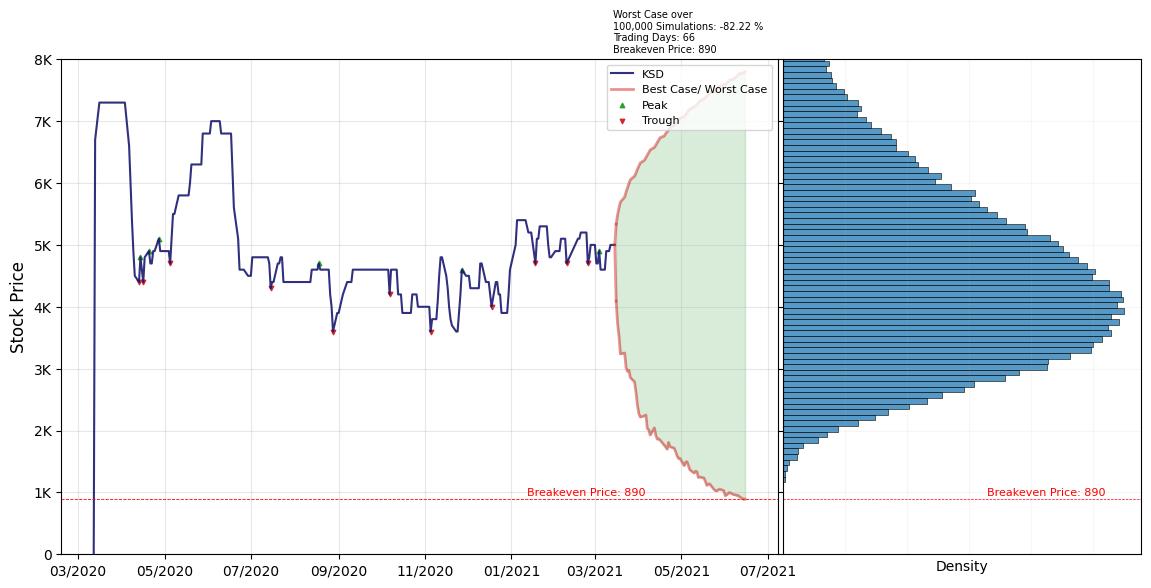 Worst Case over
100,000 Simulations: -82.22 %
Trading Days: 66
Breakeven Price: 890
KSD
Best Case/ Worst Case
Peak
Trough
8K
7K
6K
5K
4K
3K
2K
1K
0
Stock Price
Breakeven Price: 890
Breakeven Price: 890
03/2020 05/2020 07/2020 09/2020 11/2020 01/2021 03/2021 05/2021 07/2021
Density